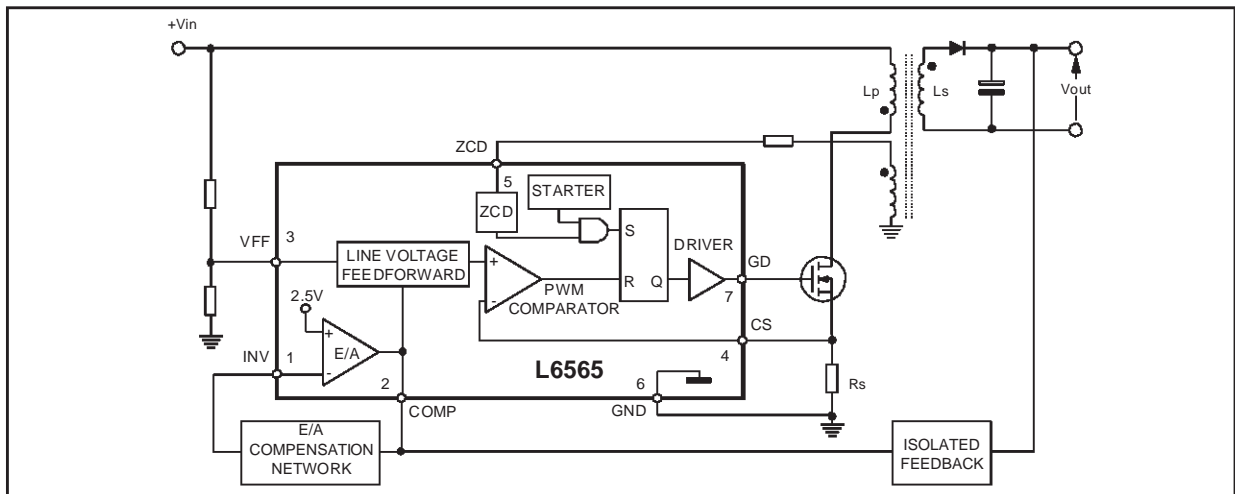 +Vin
Lp
Ls
Vout
ZCD
5
STARTER
ZCD
S
VFF
3
LINE VOLTAGE
FEEDFORWARD
+
-
PWM
COMPARATOR
R
Q
DRIVER
GD
7
2.5V
+
E/A
-
INV
1
CS
4
L6565
2
6
Rs
COMP
GND
E/A
COMPENSATION
NETWORK
ISOLATED
FEEDBACK